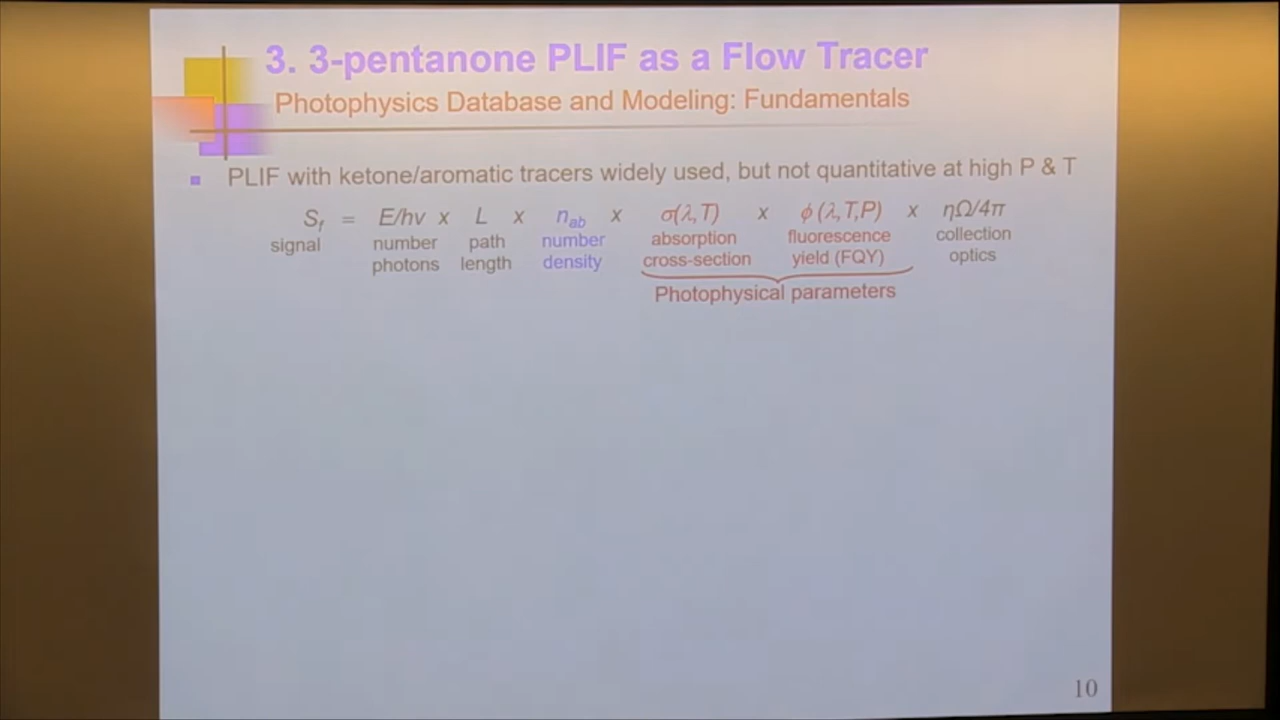 3. 3-pentanone PLIF as a Flow Tracer
Photophysics Database and Modeling: Fundamentals
PLIF with ketone/aromatic tracers widely used, but not quantitative at high P & T
S_f = E/hν x L x n_ab x σ(λ,T) x ϕ(λ,T,P) x ηΩ/4π
signal number photons path length number density absorption cross-section fluorescence yield (FQY) collection optics
Photophysical parameters
10